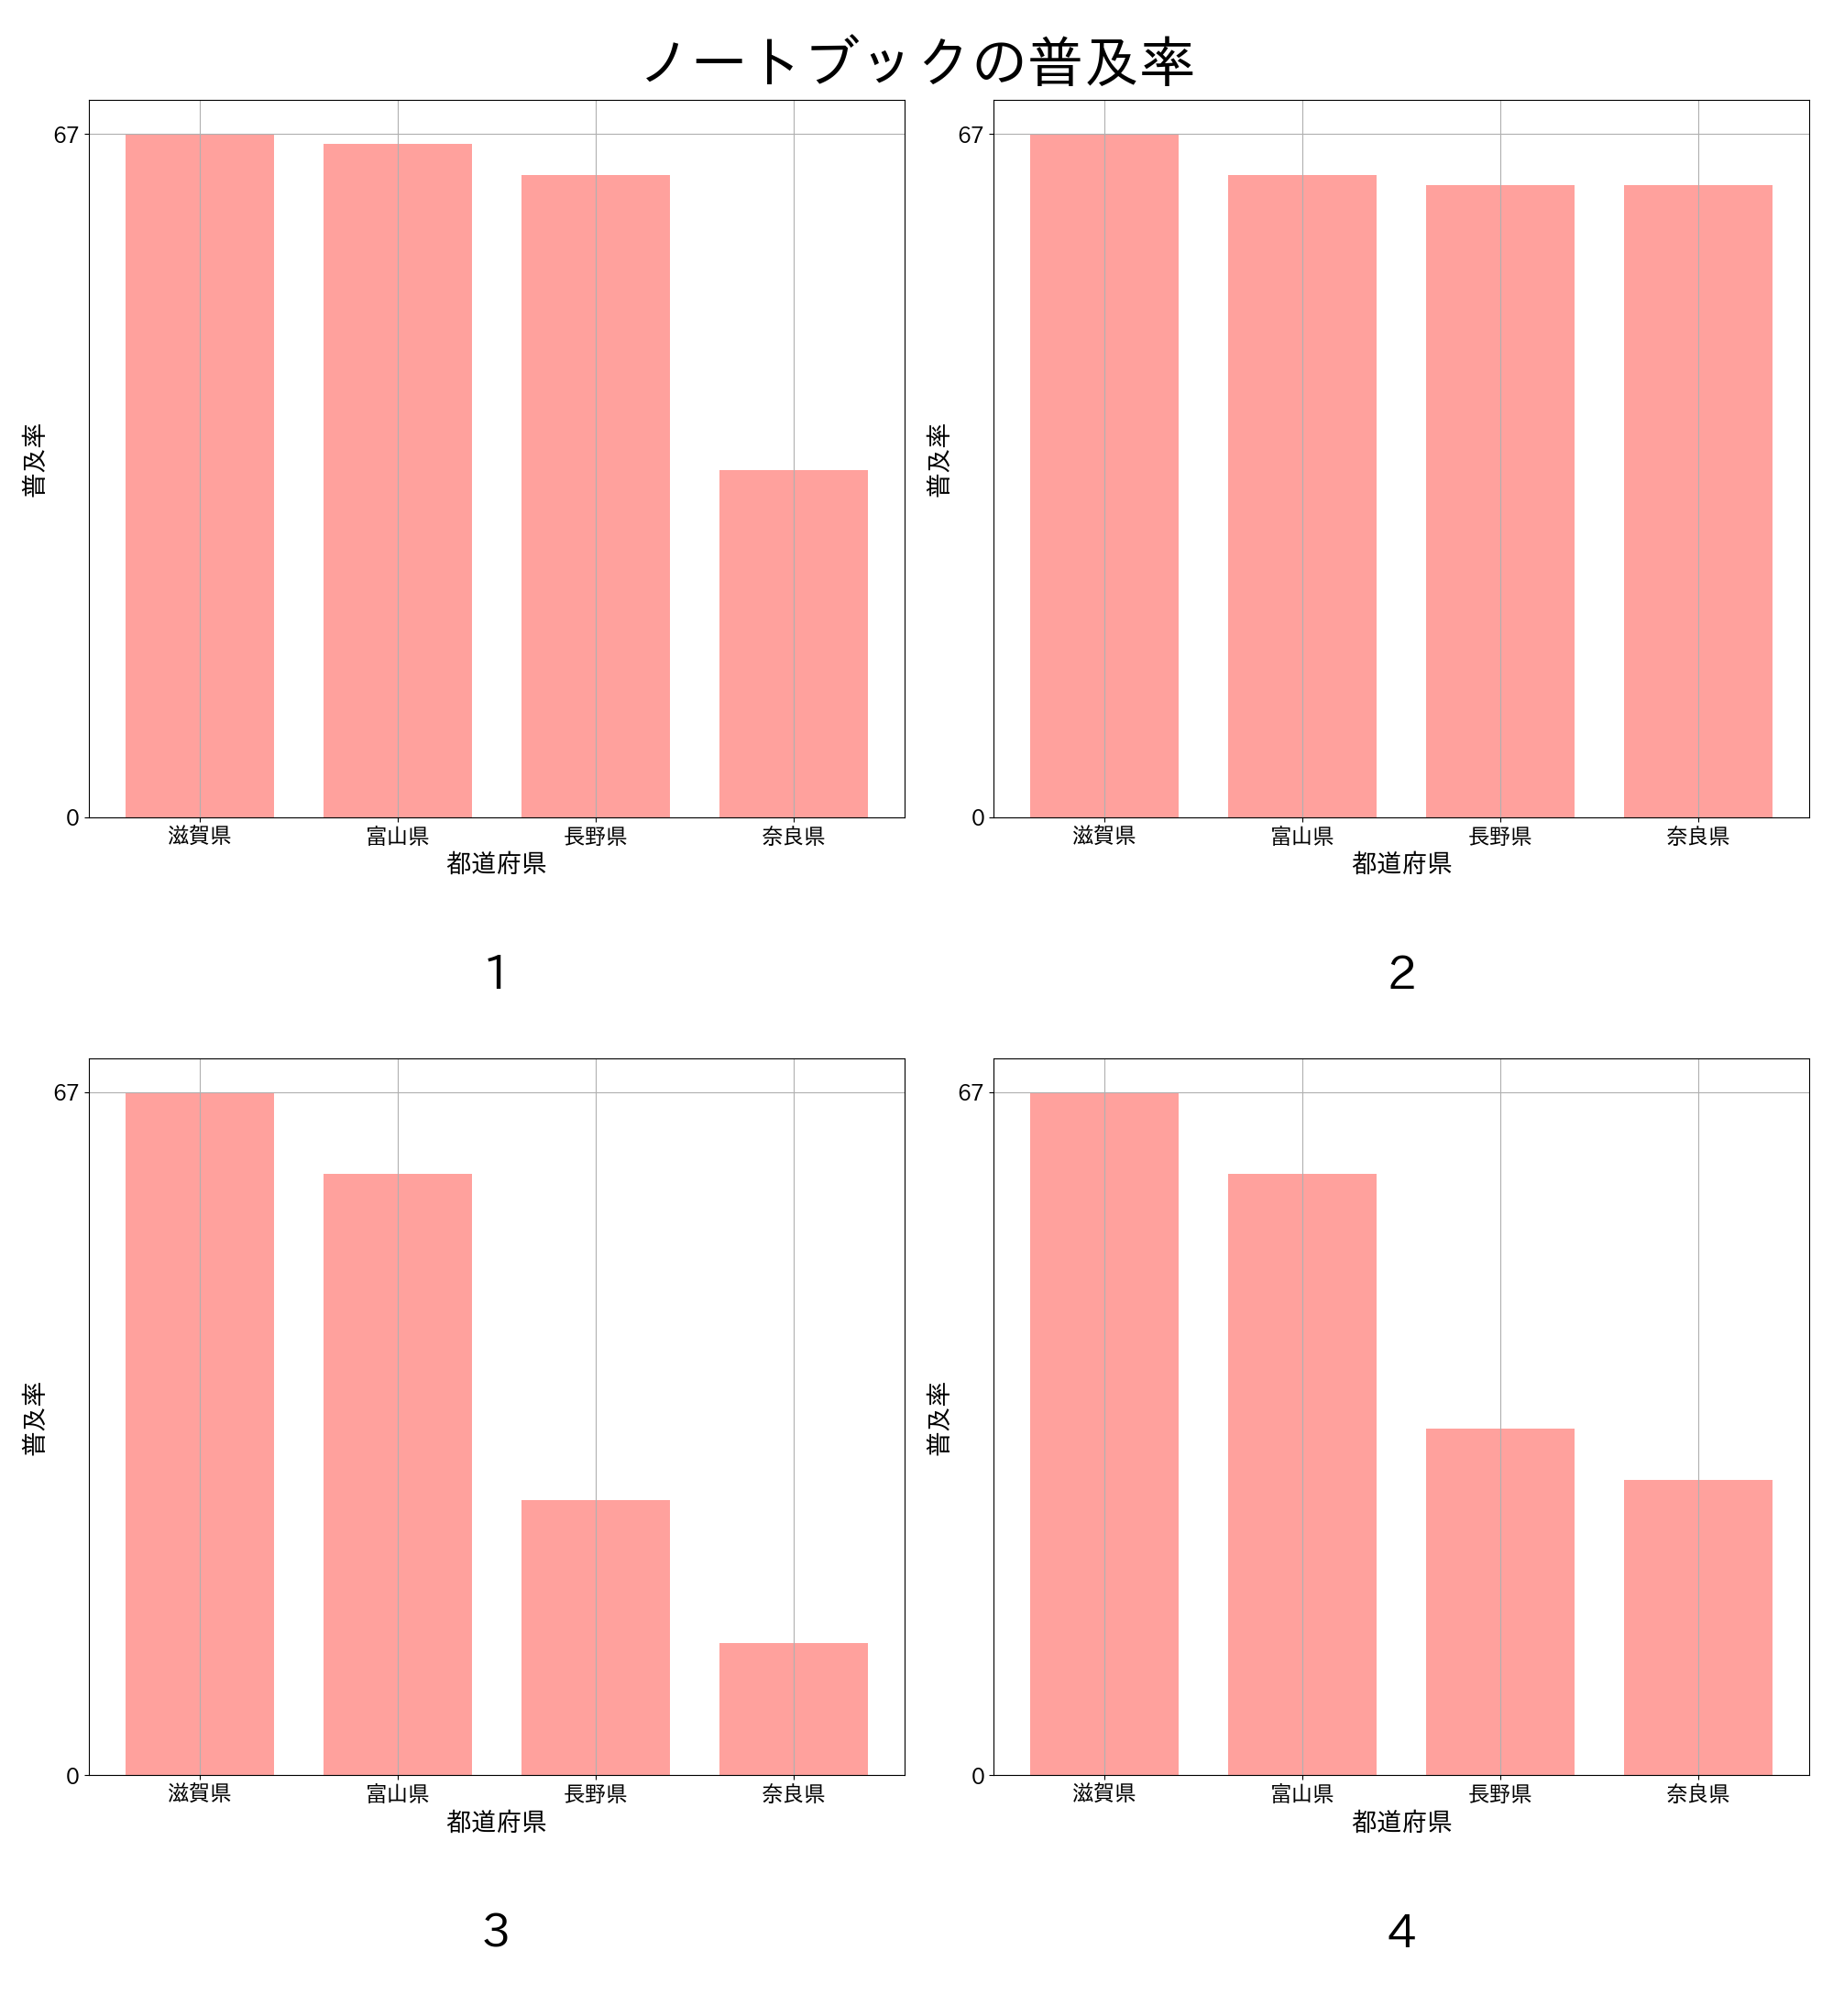 ノートブックの普及率
67
0
普及率
滋賀県 富山県 長野県 奈良県
都道府県
1
67
0
普及率
滋賀県 富山県 長野県 奈良県
都道府県
2
67
0
普及率
滋賀県 富山県 長野県 奈良県
都道府県
3
67
0
普及率
滋賀県 富山県 長野県 奈良県
都道府県
4